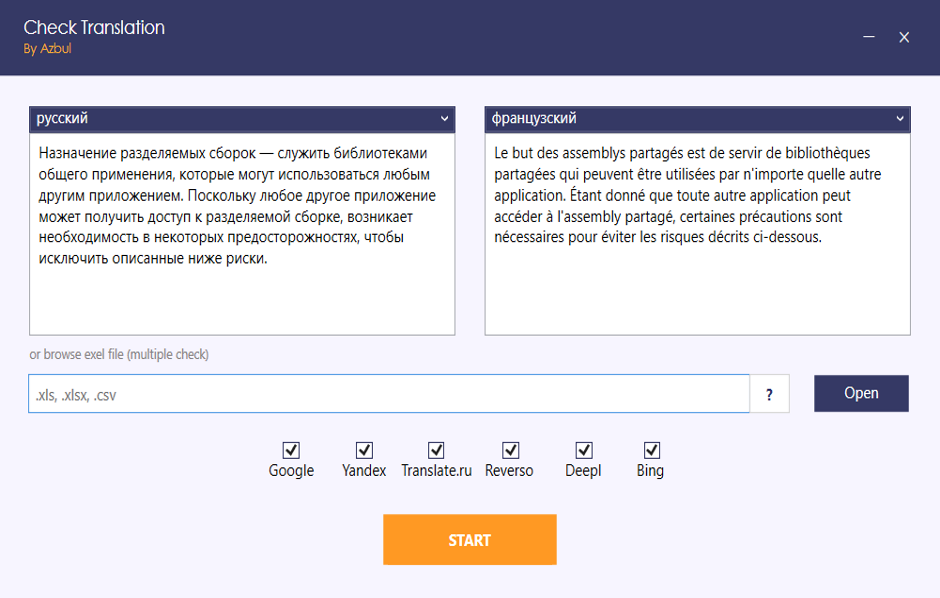 Check Translation
By Azbul
русский
французский
Назначение разделяемых сборок — служить библиотеками
общего применения, которые могут использоваться любым
другим приложением. Поскольку любое другое приложение
может получить доступ к разделяемой сборке, возникает
необходимость в некоторых предосторожностях, чтобы
исключить описанные ниже риски.
Le but des assemblys partagés est de servir de bibliothèques
partagées qui peuvent être utilisées par n'importe quelle autre
application. Étant donné que toute autre application peut
accéder à l'assembly partagé, certaines précautions sont
nécessaires pour éviter les risques décrits ci-dessous.
or browse exel file (multiple check)
.xls, .xlsx, .csv
?
Open
Google
Yandex
Translate.ru
Reverso
Deepl
Bing
START